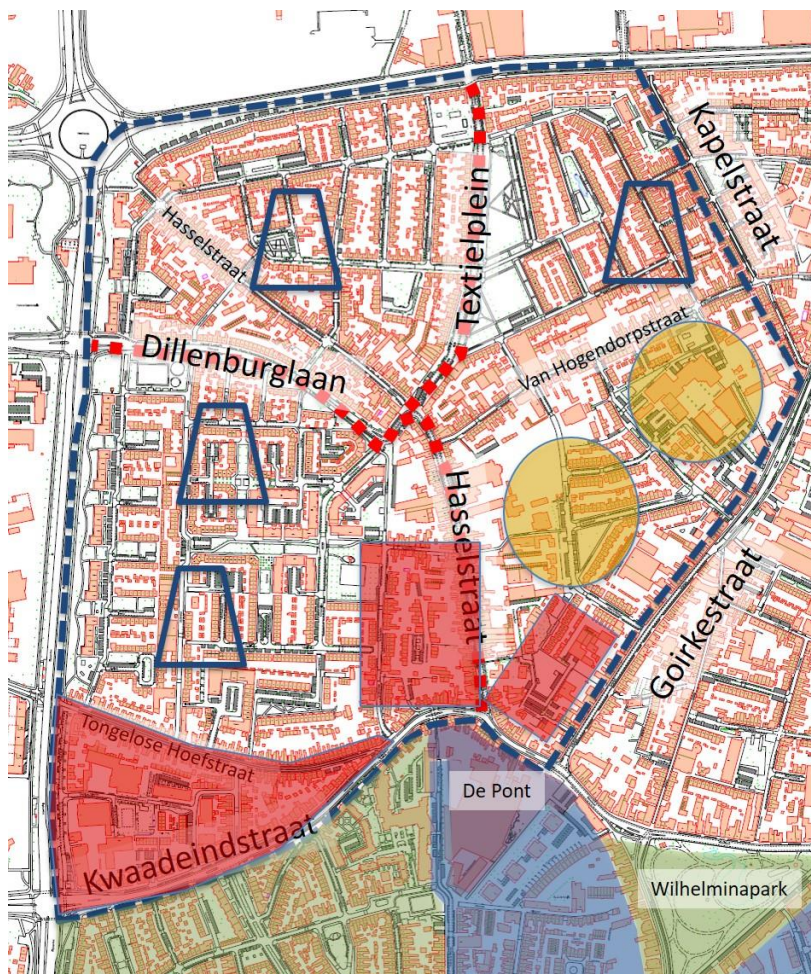 Kapelstraat
Textielplein
Hasselstraat
Dillenburglaan
Van Hogendorpstraat
Hasselstraat
Goirkestraat
Tongelose Hoefstraat
De Pont
Kwaadeindstraat
Wilhelminapark